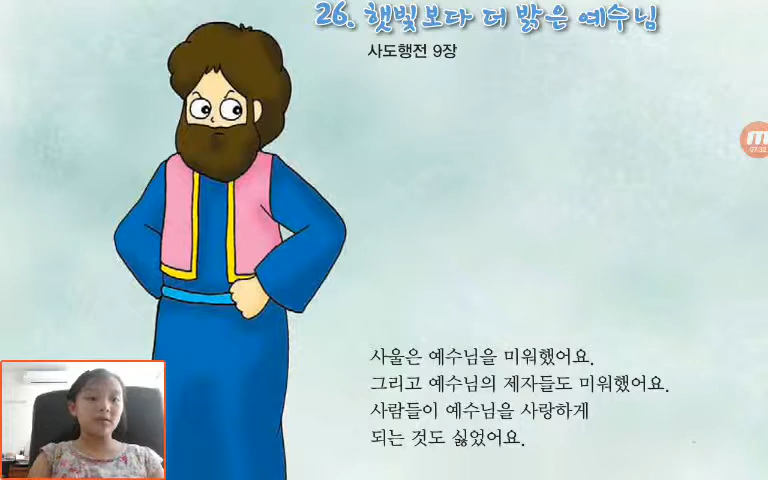 26. 햇빛보다 더 밝은 예수님
사도행전 9장
07:32
사울은 예수님을 미워했어요.
그리고 예수님의 제자들도 미워했어요.
사람들이 예수님을 사랑하게
되는 것도 싫었어요.